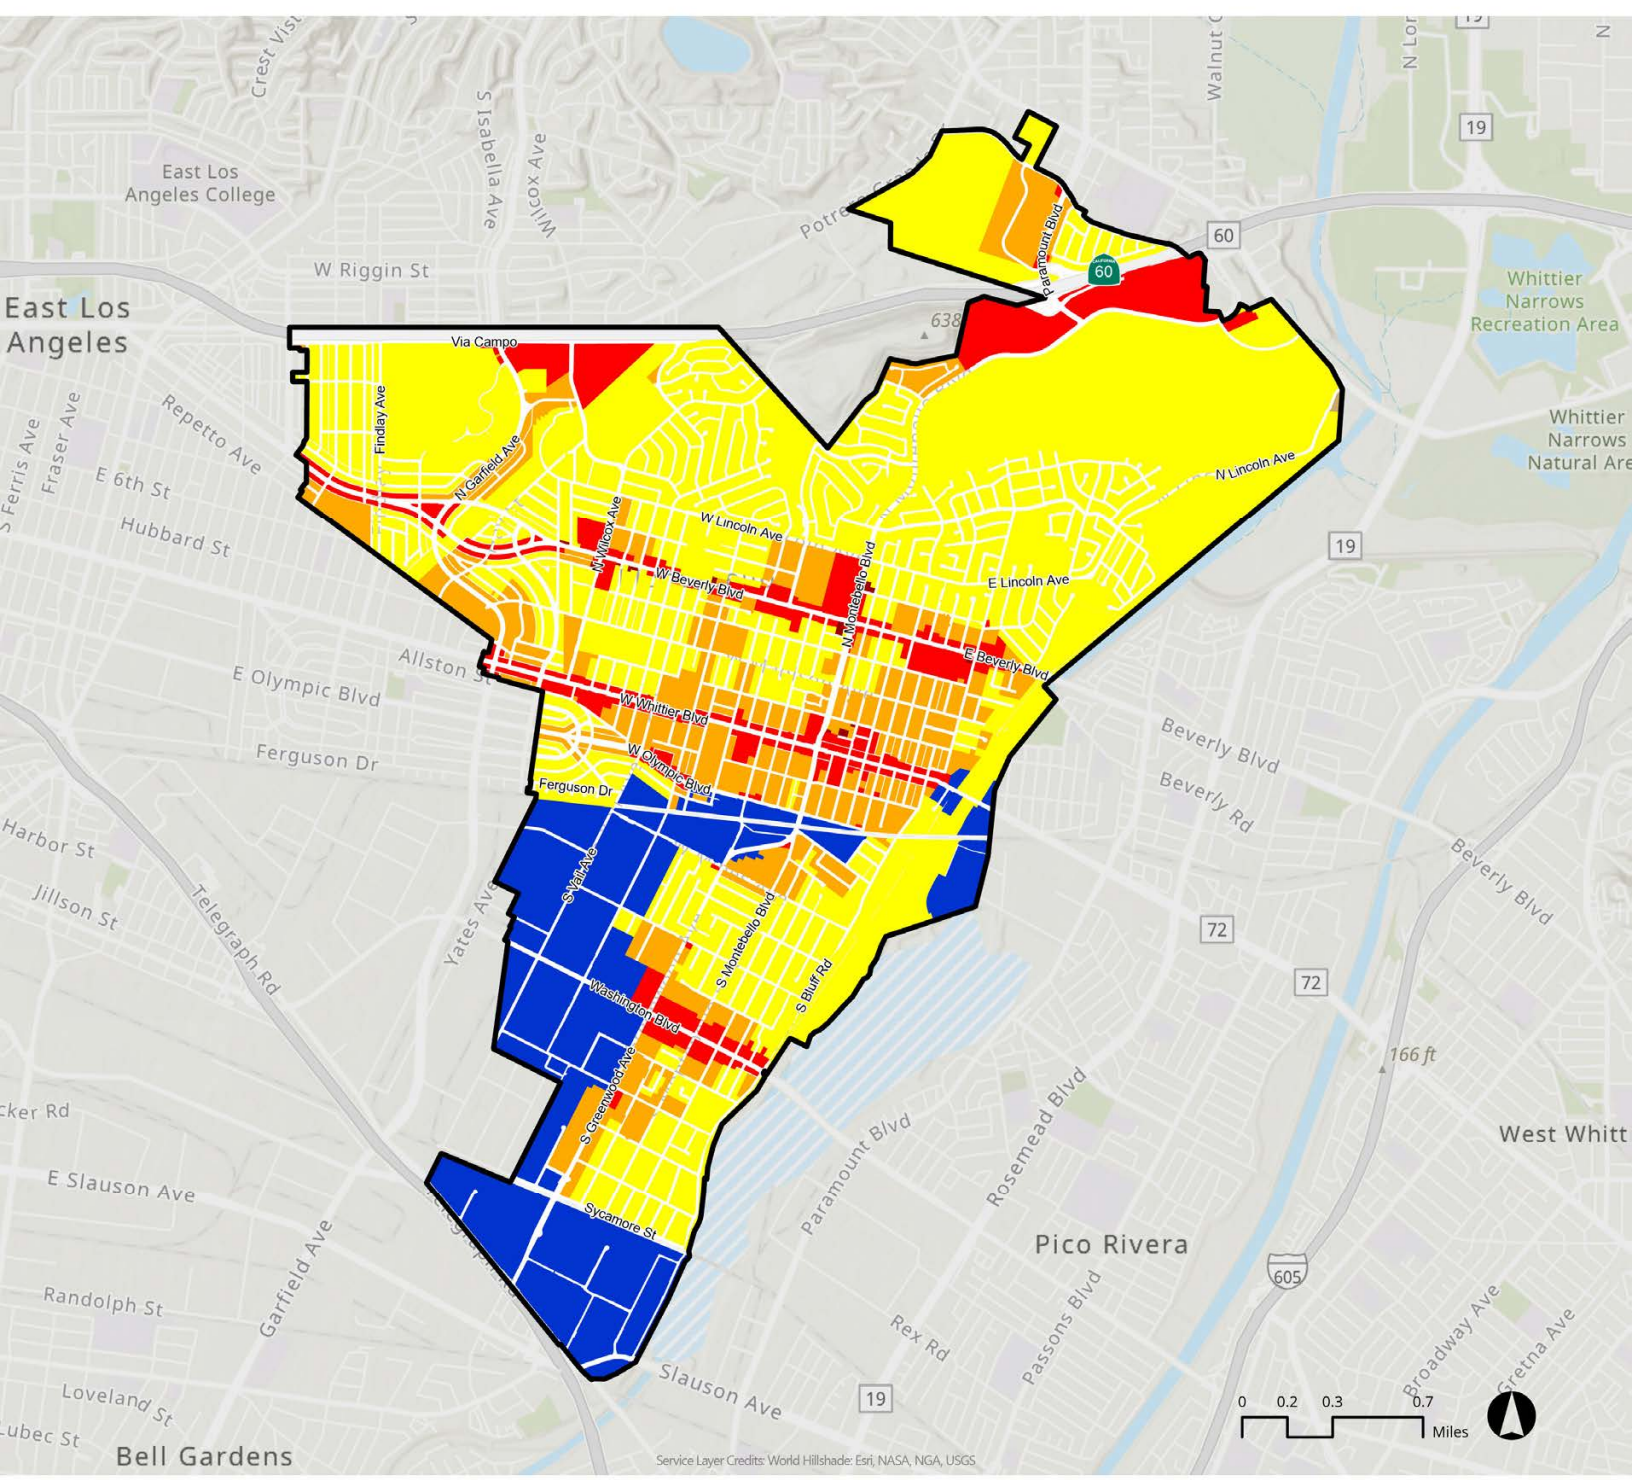 Crest Vist
S Isabella Ave
Wilcox Ave
Walnut G
N Lor
19
N
19
East Los
Angeles College
Paramount Blvd
60
CALIFORNIA
60
W Riggin St
Whittier
Narrows
Recreation Area
East Los
Angeles
638
Via Campo
Findlay Ave
Repetto Ave
S Ferris Ave
Fraser Ave
Whittier
Narrows
Natural Are
N Garfield Ave
N Lincoln Ave
E 6th St
Hubbard St
N Wilcox Ave
W Lincoln Ave
19
N Montebello Blvd
W Beverly Blvd
E Lincoln Ave
E Beverly Blvd
Allston St
E Olympic Blvd
W Whittier Blvd
Beverly Blvd
Ferguson Dr
W Olympic Blvd
Ferguson Dr
Beverly Rd
Harbor St
Jillson St
S Vail Ave
Beverly Blvd
Telegraph Rd
Yates Ave
S Montebello Blvd
72
72
S Bluff Rd
Washington Blvd
166 ft
S Greenwood Ave
cker Rd
Paramount Blvd
Rosemead Blvd
West Whitt
E Slauson Ave
Sycamore St
Pico Rivera
Garfield Ave
605
Randolph St
Passons Blvd
Rex Rd
Broadway Ave
Gretna Ave
Slauson Ave
19
Loveland St
Lubec St
0 0.2 0.3 0.7
Miles
Bell Gardens
Service Layer Credits: World Hillshade: Esri, NASA, NGA, USGS